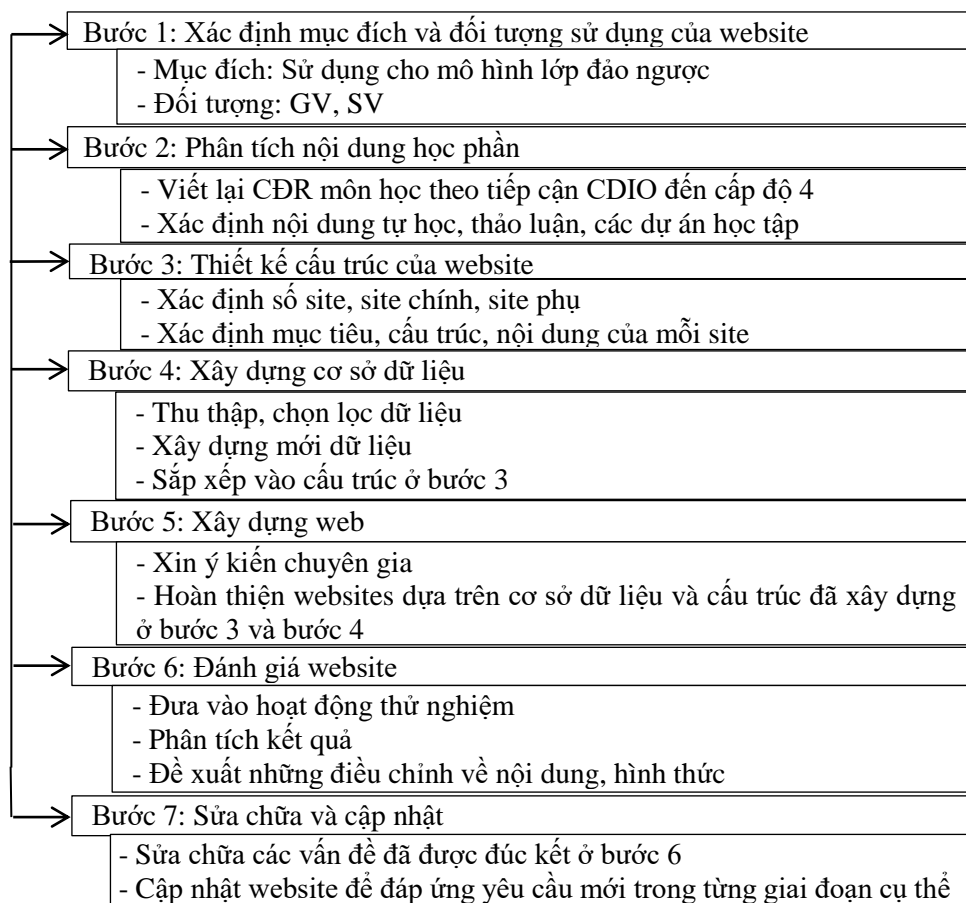 Bước 1: Xác định mục đích và đối tượng sử dụng của website
- Mục đích: Sử dụng cho mô hình lớp đảo ngược
- Đối tượng: GV, SV
Bước 2: Phân tích nội dung học phần
- Viết lại CĐR môn học theo tiếp cận CDIO đến cấp độ 4
- Xác định nội dung tự học, thảo luận, các dự án học tập
Bước 3: Thiết kế cấu trúc của website
- Xác định số site, site chính, site phụ
- Xác định mục tiêu, cấu trúc, nội dung của mỗi site
Bước 4: Xây dựng cơ sở dữ liệu
- Thu thập, chọn lọc dữ liệu
- Xây dựng mới dữ liệu
- Sắp xếp vào cấu trúc ở bước 3
Bước 5: Xây dựng web
- Xin ý kiến chuyên gia
- Hoàn thiện websites dựa trên cơ sở dữ liệu và cấu trúc đã xây dựng
ở bước 3 và bước 4
Bước 6: Đánh giá website
- Đưa vào hoạt động thử nghiệm
- Phân tích kết quả
- Đề xuất những điều chỉnh về nội dung, hình thức
Bước 7: Sửa chữa và cập nhật
- Sửa chữa các vấn đề đã được đúc kết ở bước 6
- Cập nhật website để đáp ứng yêu cầu mới trong từng giai đoạn cụ thể